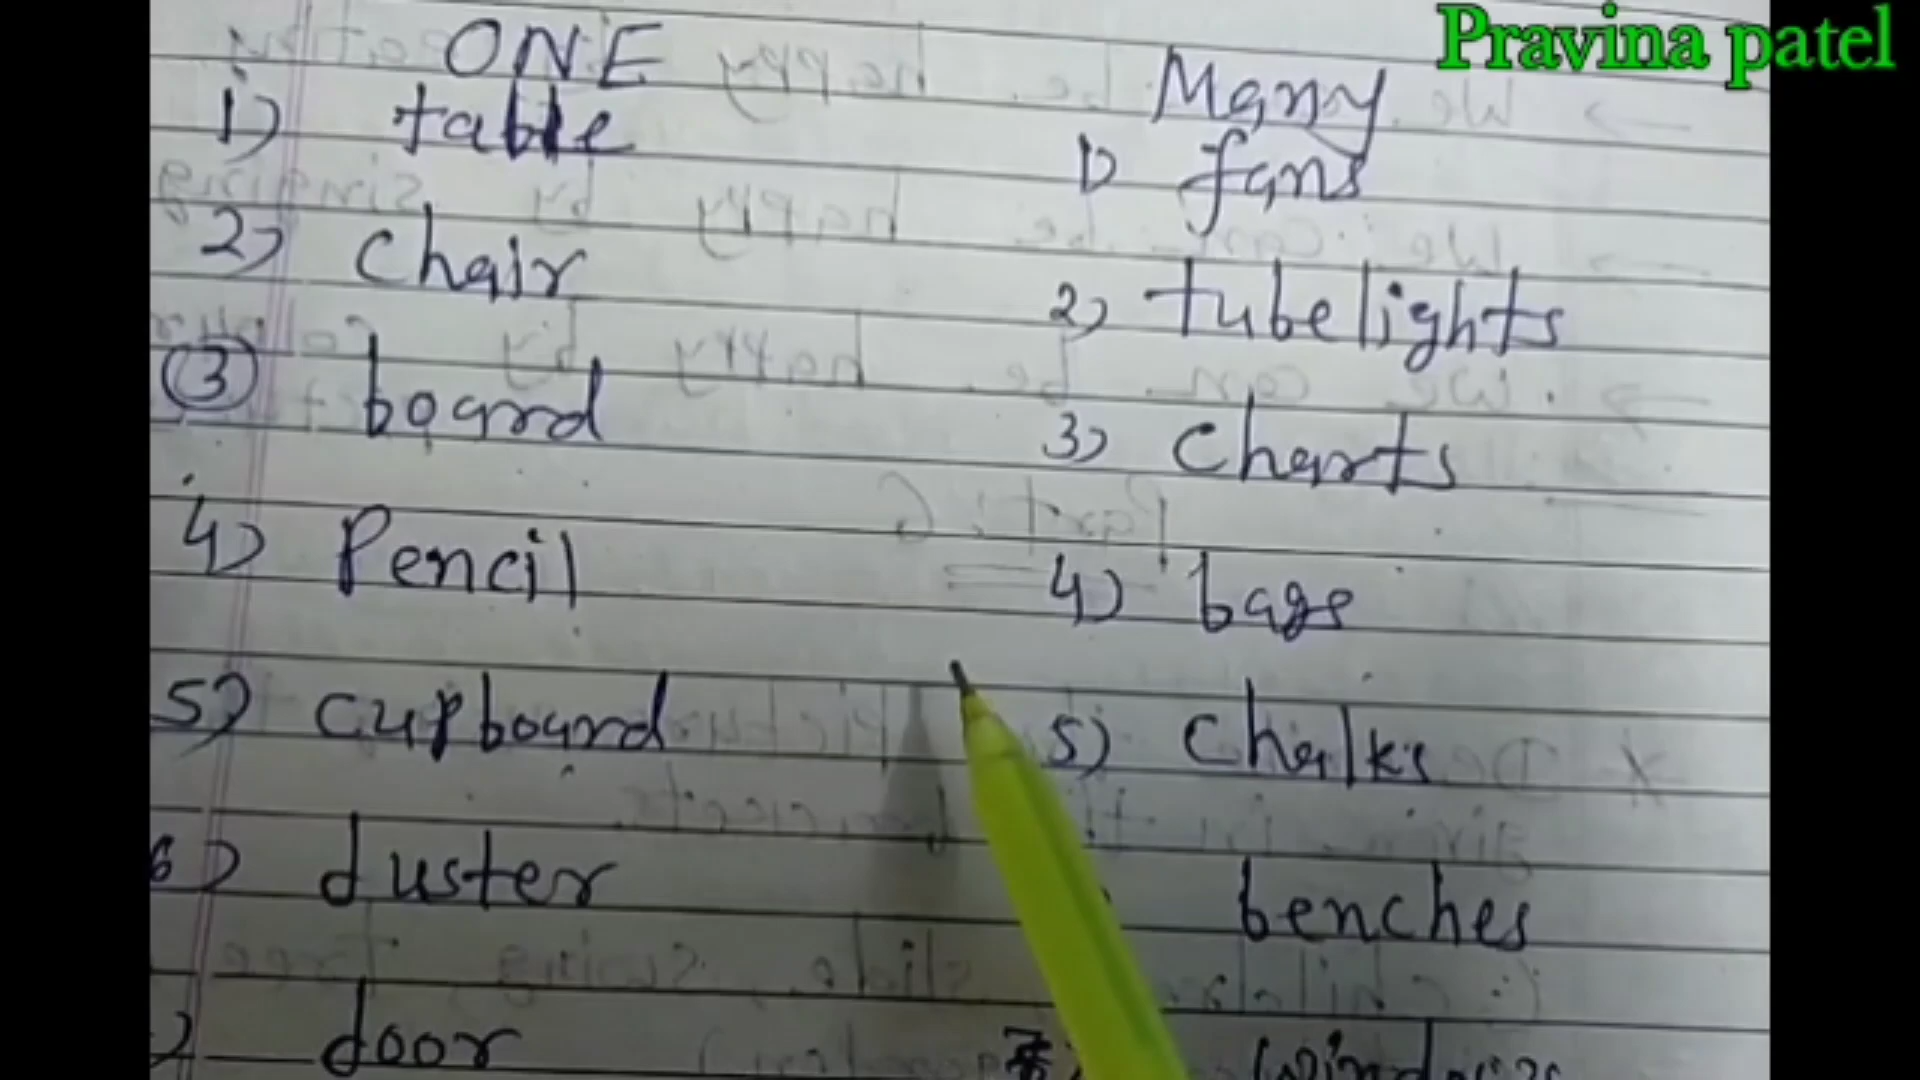 Pravina patel
ONE
Many
1) table
1) fans
2) Chair
2) tubelights
3 board
3) Charts
4) Pencil
4) bags
5) Cupboard
5) Chalks
6) duster
benches
) door